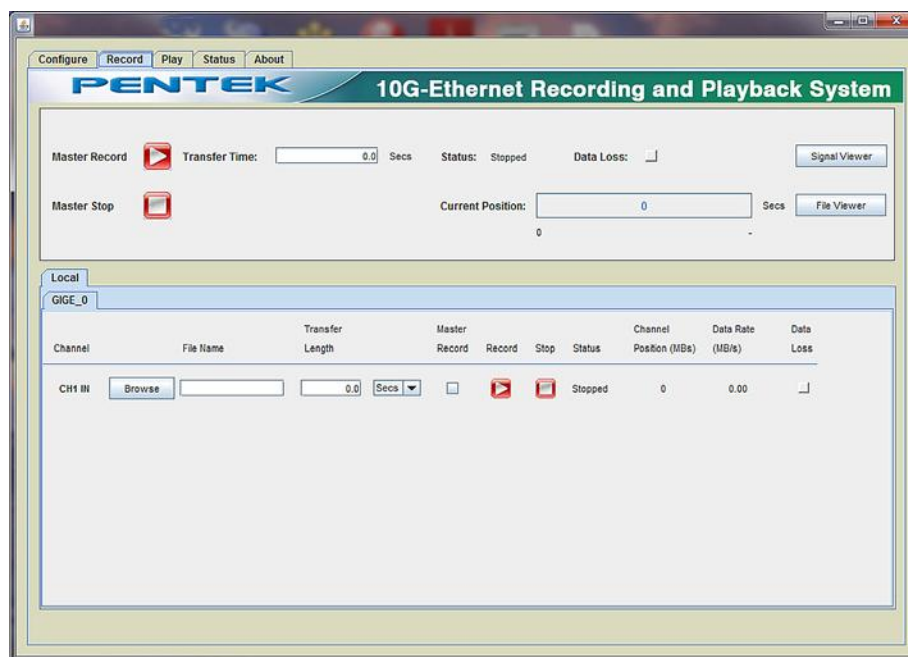 Configure Record Play Status About
PENTEK 10G-Ethernet Recording and Playback System
Master Record Transfer Time: 0.0 Secs Status: Stopped Data Loss: Signal Viewer
Master Stop Current Position: 0 Secs File Viewer
0 -
Local
GIGE_0
Transfer Master Channel Data Rate Data
Channel File Name Length Record Record Stop Status Position (MBs) (MB/s) Loss
CH1 IN Browse 0.0 Secs Stopped 0 0.00